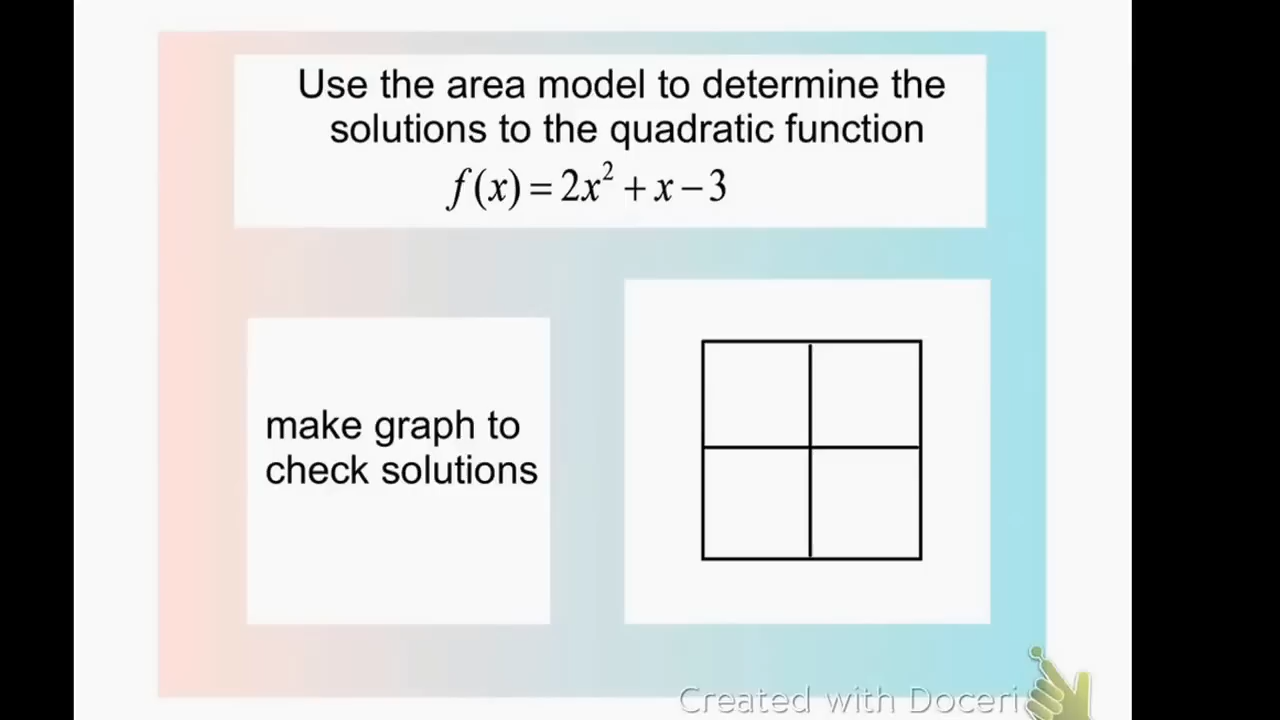 Use the area model to determine the
solutions to the quadratic function
f(x) = 2x² + x − 3
make graph to
check solutions
Created with Doceri